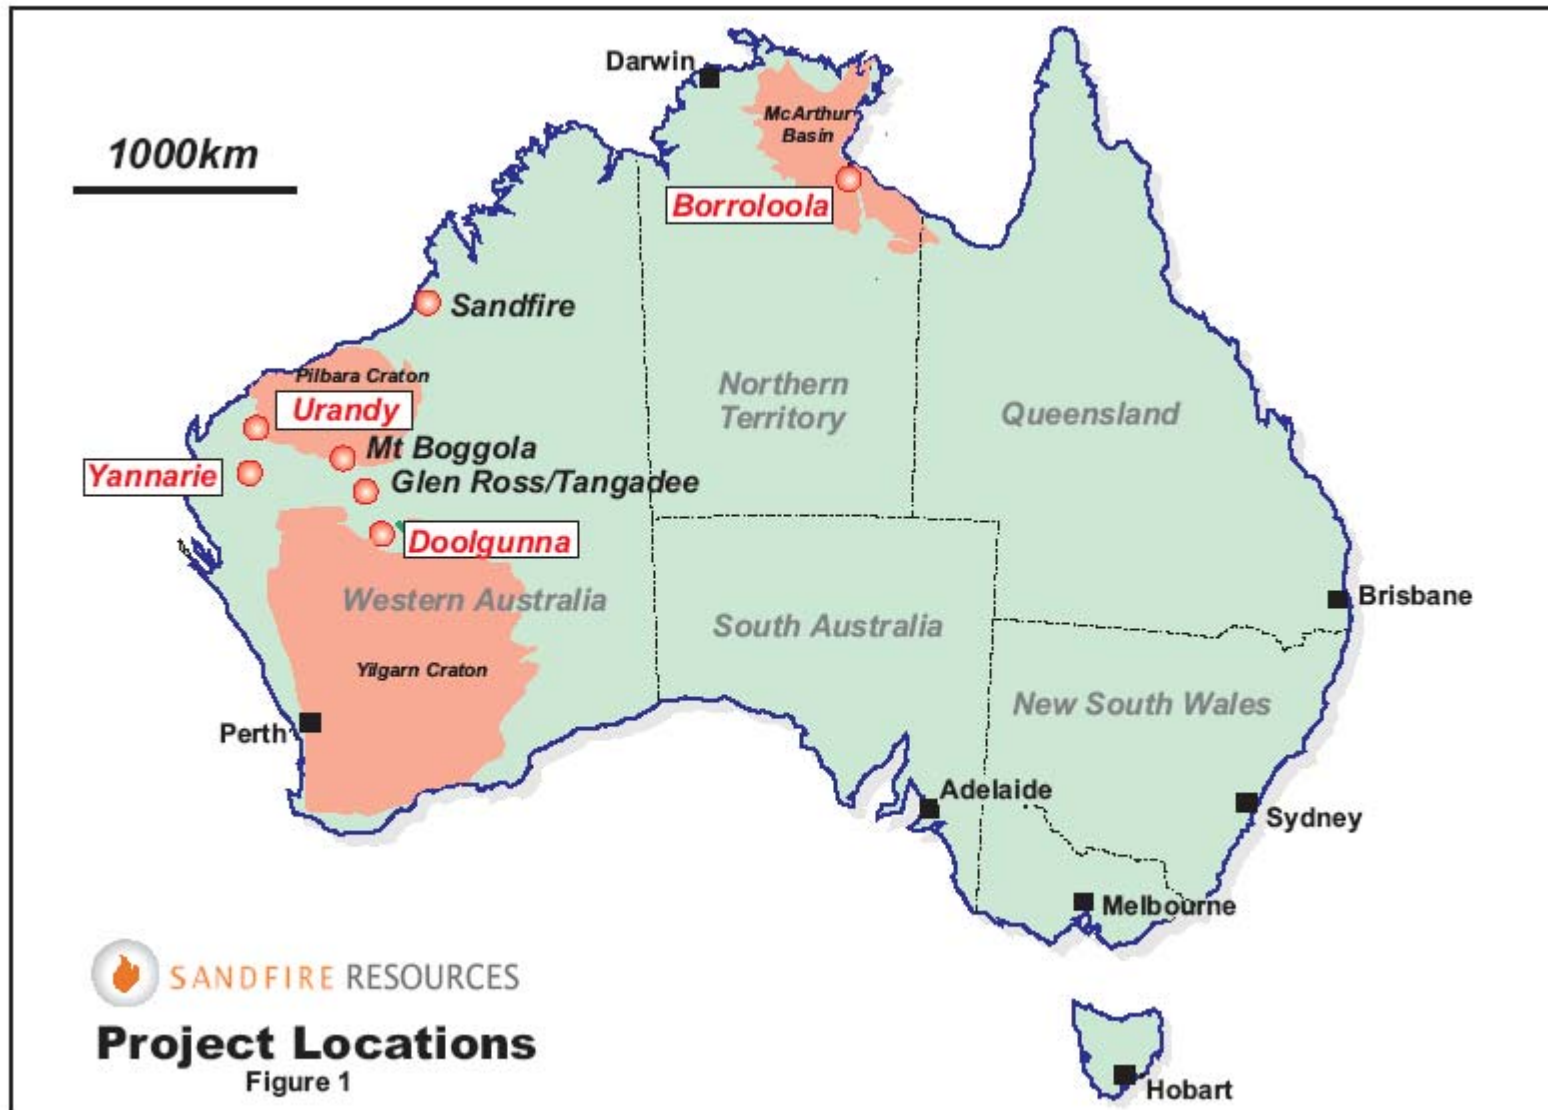 Darwin
McArthur
Basin
1000km
Borroloola
Sandfire
Pilbara Craton
Urandy
Northern
Territory
Queensland
Mt Boggola
Yannarie
Glen Ross/Tangadee
Doolgunna
Western Australia
Brisbane
South Australia
Yilgarn Craton
New South Wales
Perth
Adelaide
Sydney
Melbourne
SANDFIRE RESOURCES
Project Locations
Figure 1
Hobart